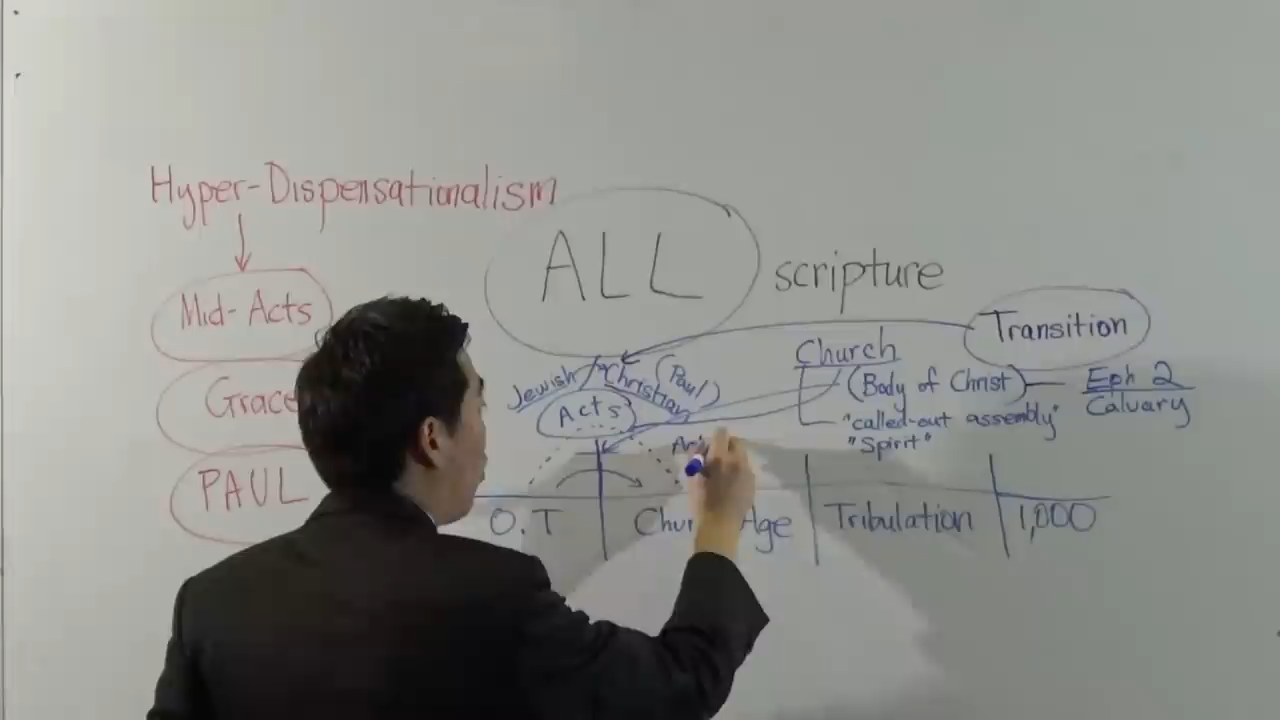 Hyper-Dispensationalism
Mid-Acts
Grace
PAUL
ALL scripture
Transition
Church
(Body of Christ)
Eph 2
Calvary
"called-out assembly"
"Spirit"
Jewish / Christian (Paul)
Acts
O.T
Tribulation
1,000